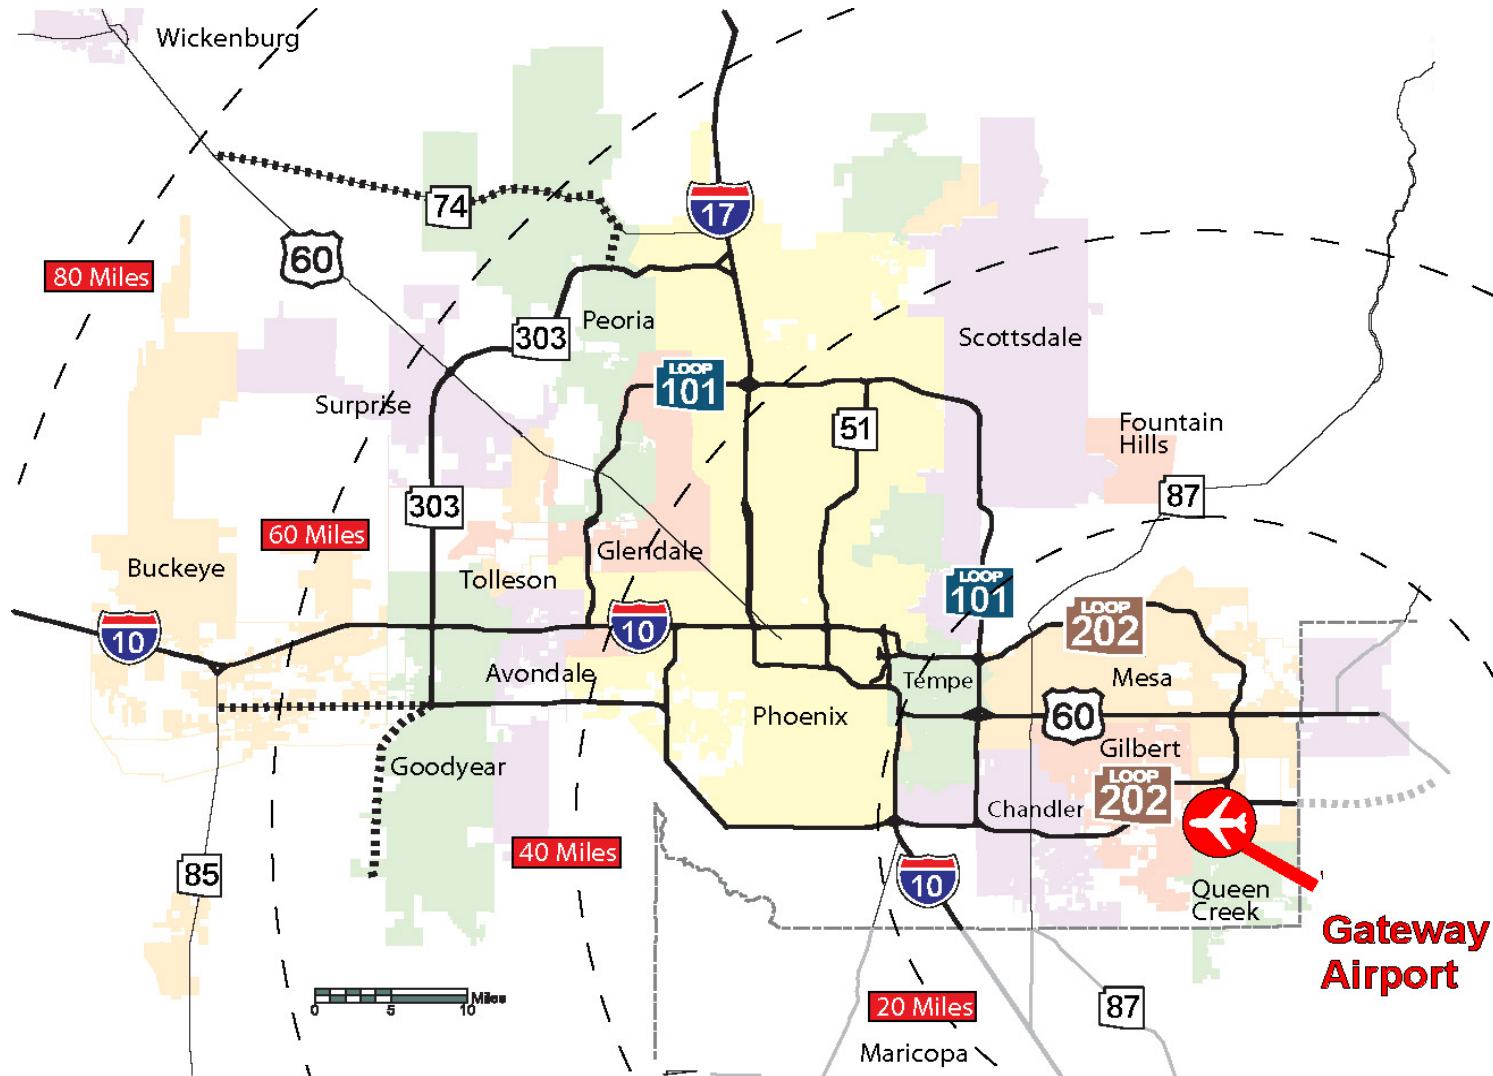 Wickenburg
74
17
60
80 Miles
303
Peoria
Scottsdale
LOOP
101
Surprise
51
Fountain
Hills
303
87
60 Miles
Glendale
Buckeye
Tolleson
LOOP
101
LOOP
202
10
10
Avondale
Tempe
Mesa
Phoenix
60
Gilbert
Goodyear
LOOP
202
Chandler
40 Miles
85
10
Queen
Creek
Gateway
Airport
Miles
0
5
10
20 Miles
87
Maricopa